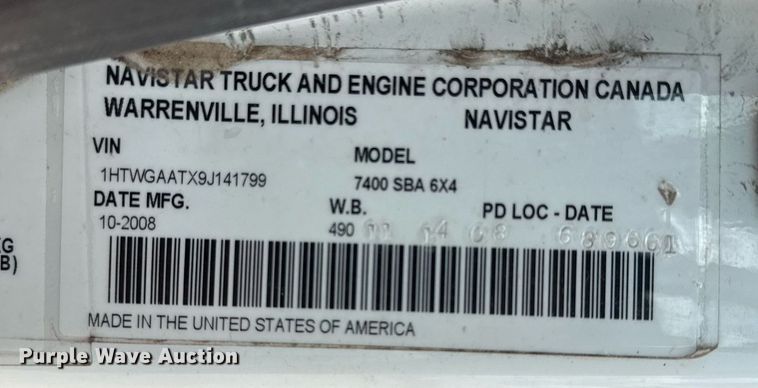 NAVISTAR TRUCK AND ENGINE CORPORATION CANADA
WARRENVILLE, ILLINOIS NAVISTAR
VIN MODEL
1HTWGAATX9J141799 7400 SBA 6X4
DATE MFG. W.B. PD LOC - DATE
10-2008 490
MADE IN THE UNITED STATES OF AMERICA
G
B)
Purple Wave Auction